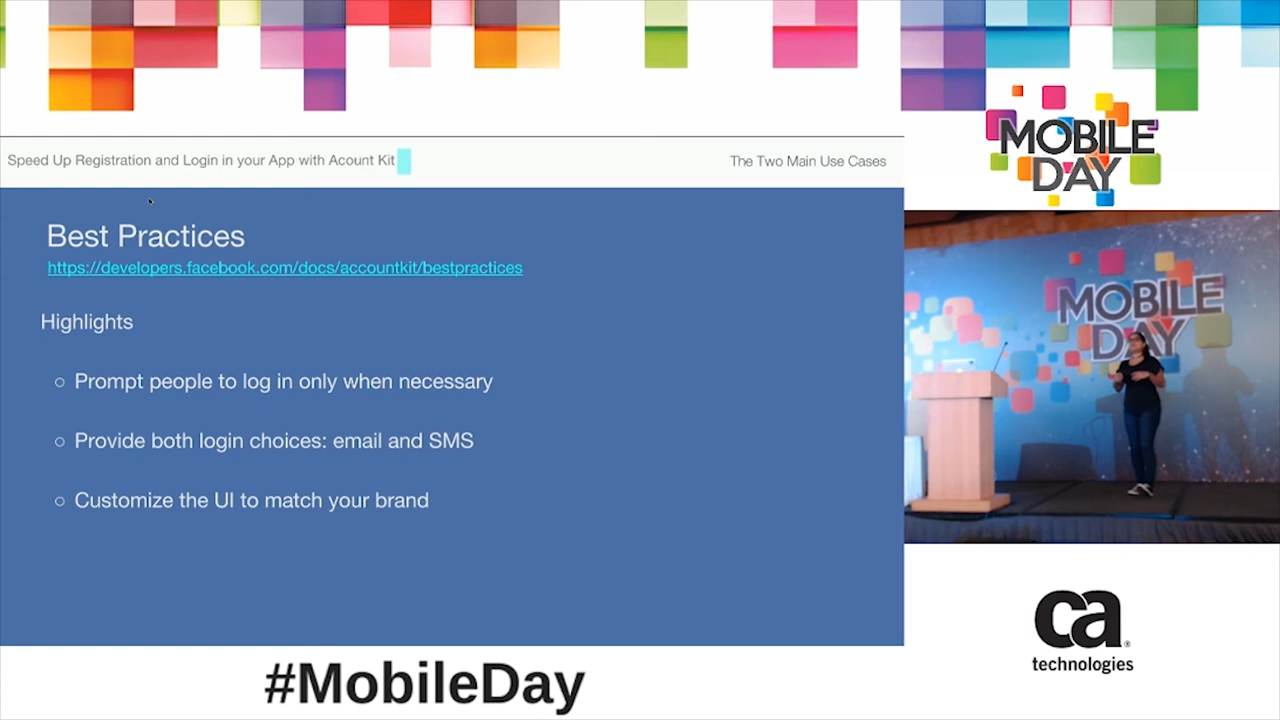 Speed Up Registration and Login in your App with Acount Kit
The Two Main Use Cases
MOBILE
DAY
Best Practices
https://developers.facebook.com/docs/accountkit/bestpractices
Highlights
Prompt people to log in only when necessary
Provide both login choices: email and SMS
Customize the UI to match your brand
MOBILE
DAY
ca
technologies
#MobileDay